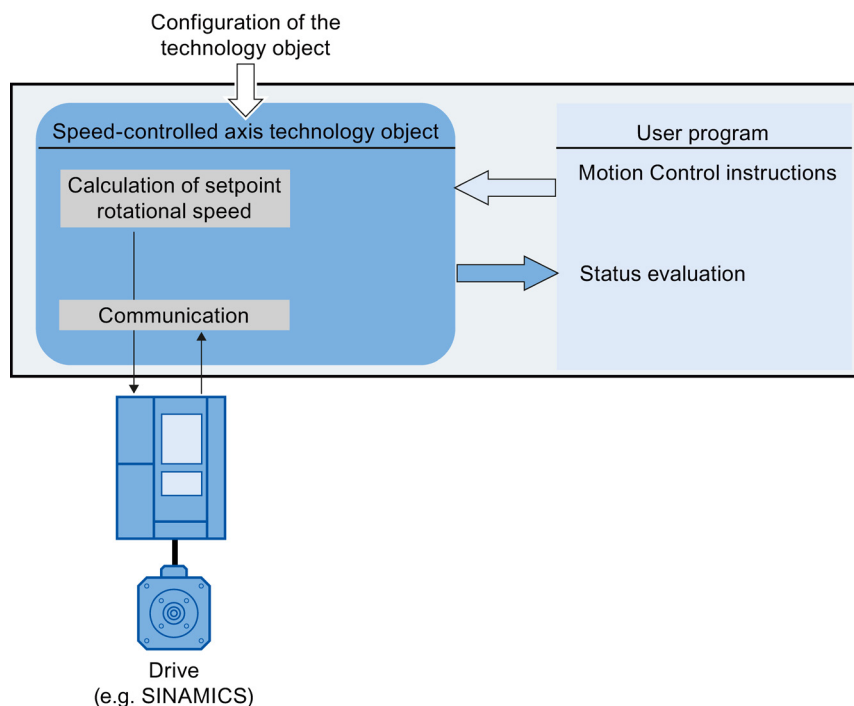 Configuration of the
technology object
Speed-controlled axis technology object
User program
Calculation of setpoint
rotational speed
Motion Control instructions
Status evaluation
Communication
Drive
(e.g. SINAMICS)